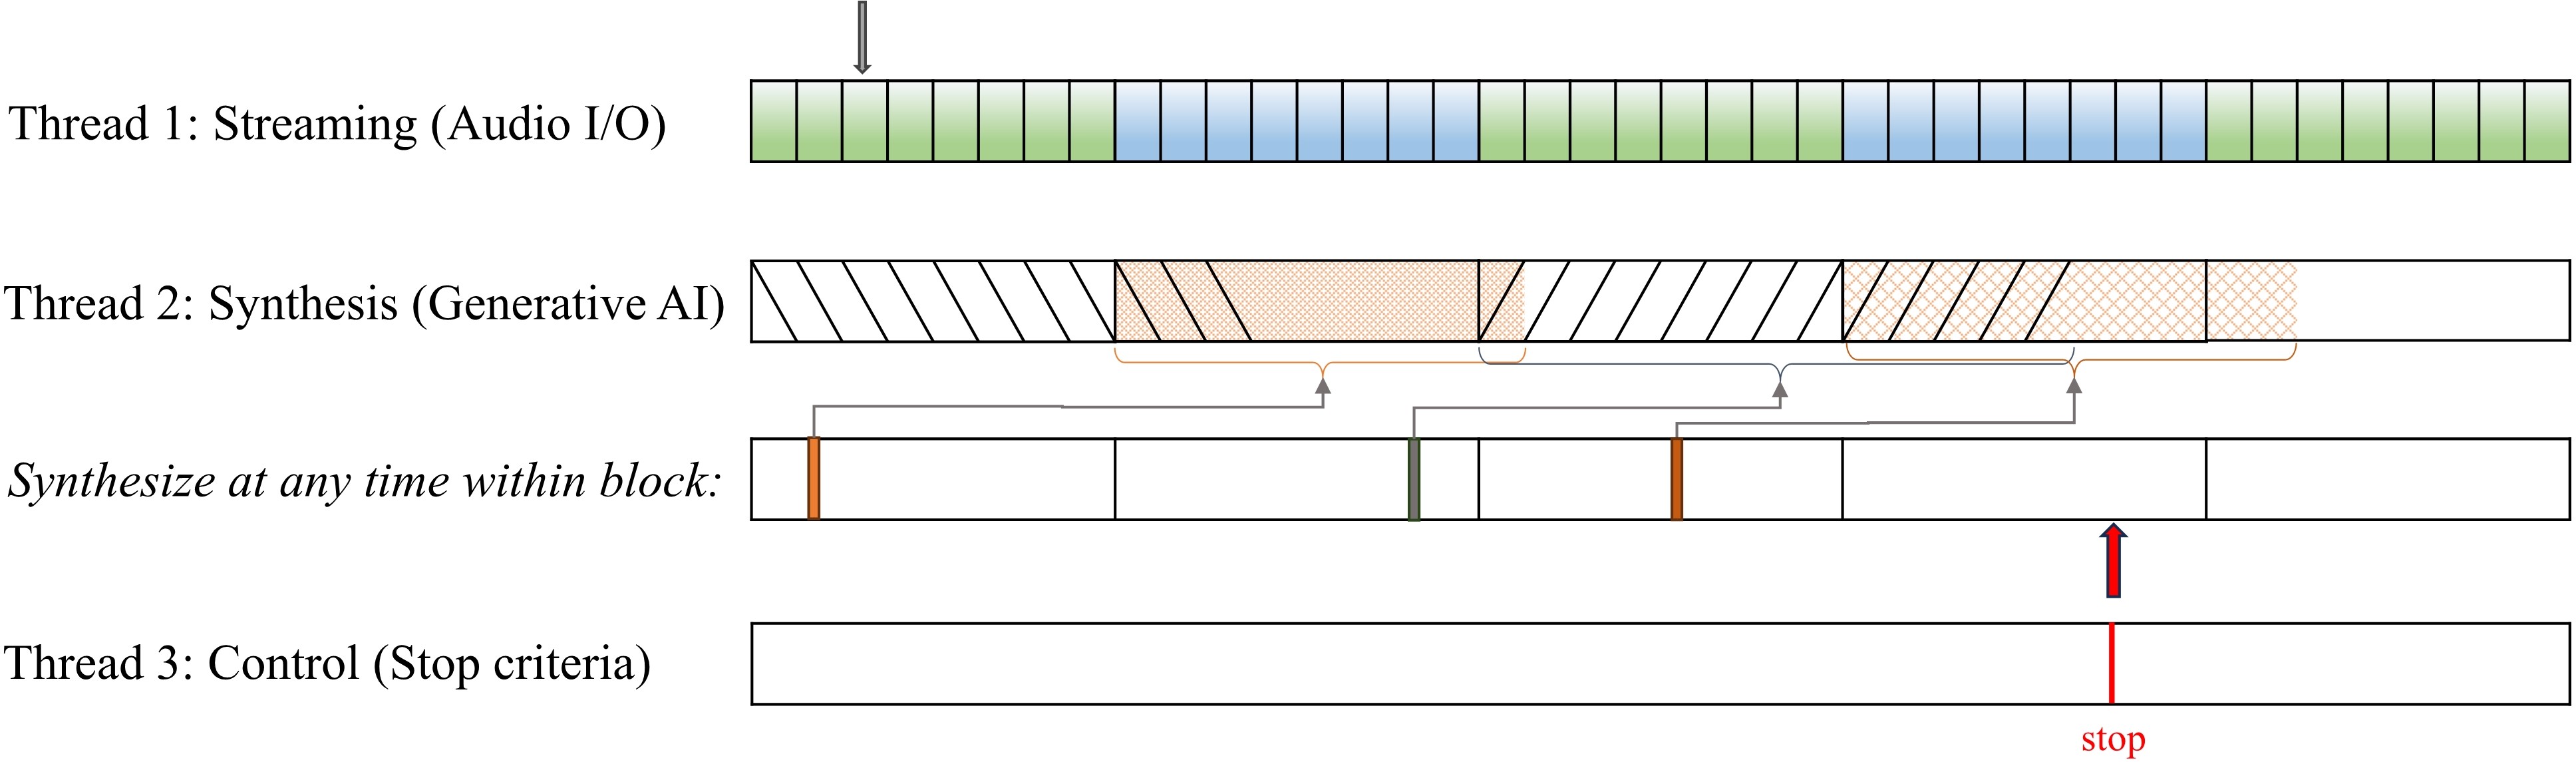 Thread 1: Streaming (Audio I/O)
Thread 2: Synthesis (Generative AI)
Synthesize at any time within block:
Thread 3: Control (Stop criteria)
stop